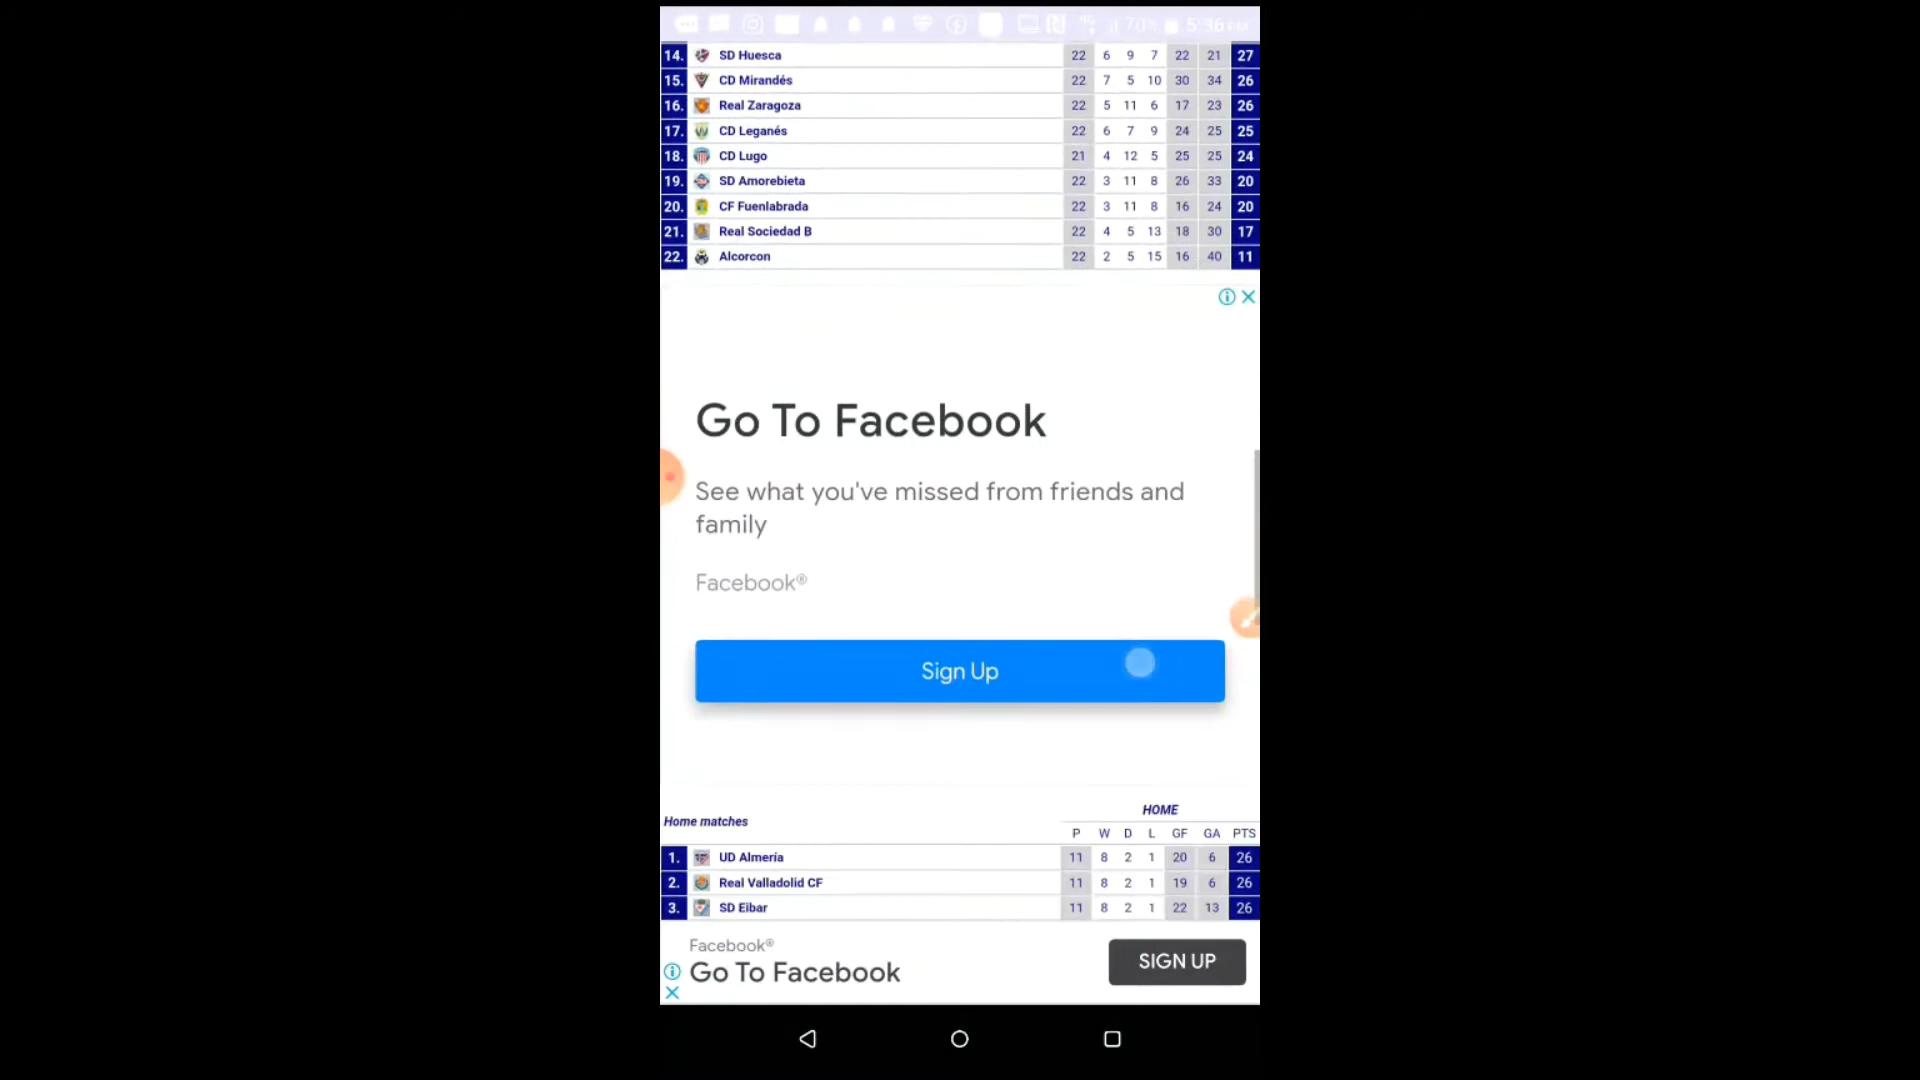 70% 5:36 PM
14. SD Huesca 22 6 9 7 22 21 27
15. CD Mirandés 22 7 5 10 30 34 26
16. Real Zaragoza 22 5 11 6 17 23 26
17. CD Leganés 22 6 7 9 24 25 25
18. CD Lugo 21 4 12 5 25 25 24
19. SD Amorebieta 22 3 11 8 26 33 20
20. CF Fuenlabrada 22 3 11 8 16 24 20
21. Real Sociedad B 22 4 5 13 18 30 17
22. Alcorcon 22 2 5 15 16 40 11
Go To Facebook
See what you've missed from friends and
family
Facebook®
Sign Up
HOME
Home matches
P W D L GF GA PTS
1. UD Almería 11 8 2 1 20 6 26
2. Real Valladolid CF 11 8 2 1 19 6 26
3. SD Eibar 11 8 2 1 22 13 26
Facebook®
Go To Facebook
SIGN UP